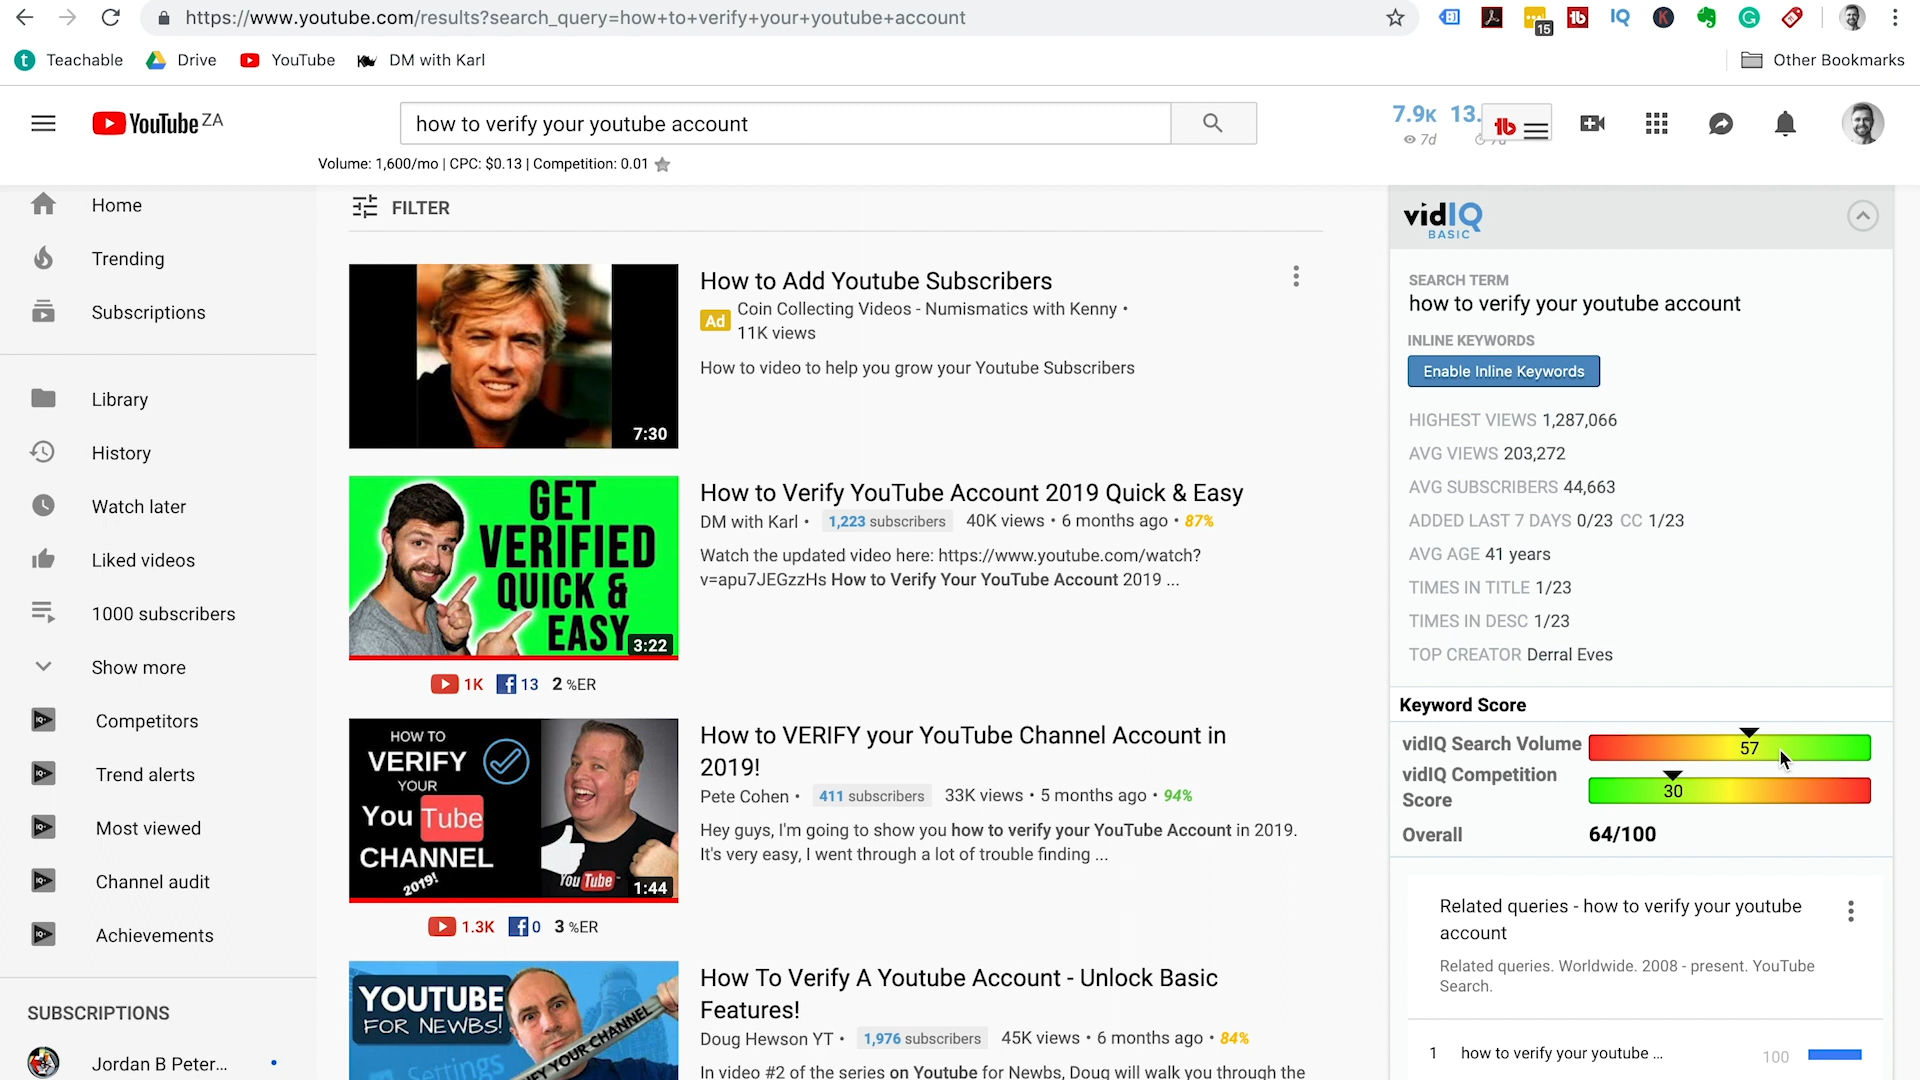 https://www.youtube.com/results?search_query=how+to+verify+your+youtube+account
15
Teachable
Drive
YouTube
DM with Karl
Other Bookmarks
YouTube ZA
how to verify your youtube account
7.9K 13.
7d
Volume: 1,600/mo | CPC: $0.13 | Competition: 0.01
Home
Trending
Subscriptions
Library
History
Watch later
Liked videos
1000 subscribers
Show more
Competitors
Trend alerts
Most viewed
Channel audit
Achievements
SUBSCRIPTIONS
Jordan B Peter...
FILTER
7:30
How to Add Youtube Subscribers
Ad
Coin Collecting Videos - Numismatics with Kenny •
11K views
How to video to help you grow your Youtube Subscribers
GET
VERIFIED
QUICK &
EASY
3:22
1K 13 2 %ER
How to Verify YouTube Account 2019 Quick & Easy
DM with Karl • 1,223 subscribers 40K views • 6 months ago • 87%
Watch the updated video here: https://www.youtube.com/watch?
v=apu7JEGzzHs How to Verify Your YouTube Account 2019 ...
HOW TO
VERIFY
YOUR
You Tube
CHANNEL
2019!
You Tube
1:44
1.3K 0 3 %ER
How to VERIFY your YouTube Channel Account in
2019!
Pete Cohen • 411 subscribers 33K views • 5 months ago • 94%
Hey guys, I'm going to show you how to verify your YouTube Account in 2019.
It's very easy, I went through a lot of trouble finding ...
YOUTUBE
FOR NEWBS!
Settings
YOUR CHANNEL
How To Verify A Youtube Account - Unlock Basic
Features!
Doug Hewson YT • 1,976 subscribers 45K views • 6 months ago • 84%
In video #2 of the series on Youtube for Newbs, Doug will walk you through the
vidIQ
BASIC
SEARCH TERM
how to verify your youtube account
INLINE KEYWORDS
Enable Inline Keywords
HIGHEST VIEWS 1,287,066
AVG VIEWS 203,272
AVG SUBSCRIBERS 44,663
ADDED LAST 7 DAYS 0/23 CC 1/23
AVG AGE 41 years
TIMES IN TITLE 1/23
TIMES IN DESC 1/23
TOP CREATOR Derral Eves
Keyword Score
vidIQ Search Volume 57
vidIQ Competition
Score 30
Overall 64/100
Related queries - how to verify your youtube
account
Related queries. Worldwide. 2008 - present. YouTube
Search.
1 how to verify your youtube ... 100